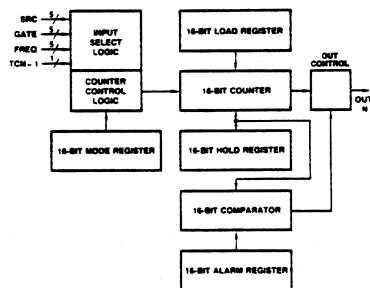 SRC 5
GATE 5
FREQ 5
TCN - 1 1
INPUT
SELECT
LOGIC
COUNTER
CONTROL
LOGIC
16-BIT MODE REGISTER
16-BIT LOAD REGISTER
16-BIT COUNTER
OUT
CONTROL
OUT
N
16-BIT HOLD REGISTER
16-BIT COMPARATOR
16-BIT ALARM REGISTER